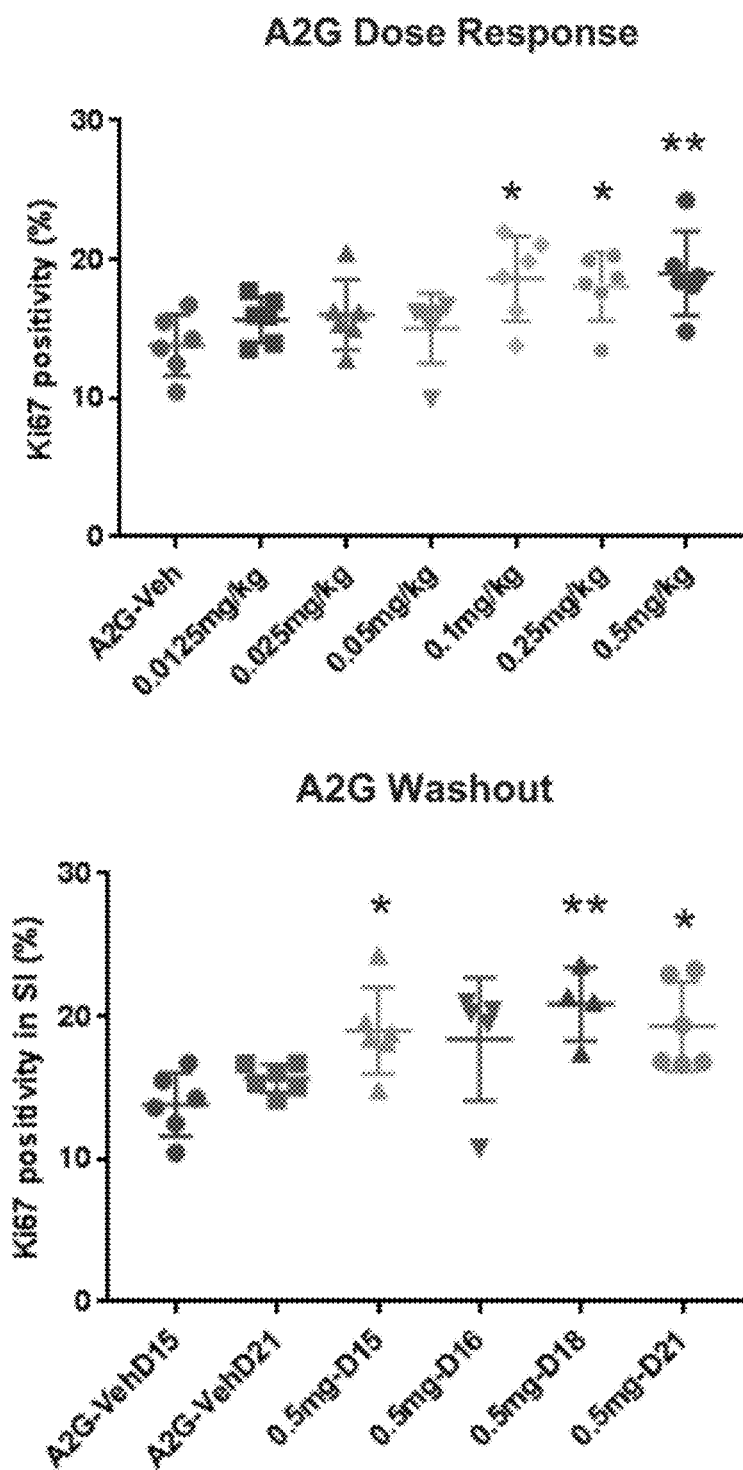 A2G Dose Response
Ki67 positivity (%)
30
20
10
0
* * **
A2G-Veh
0.0125mg/kg
0.025mg/kg
0.05mg/kg
0.1mg/kg
0.25mg/kg
0.5mg/kg
A2G Washout
Ki67 positivity in SI (%)
30
20
10
0
* ** *
A2G-VehD15
A2G-VehD21
0.5mg-D15
0.5mg-D16
0.5mg-D18
0.5mg-D21